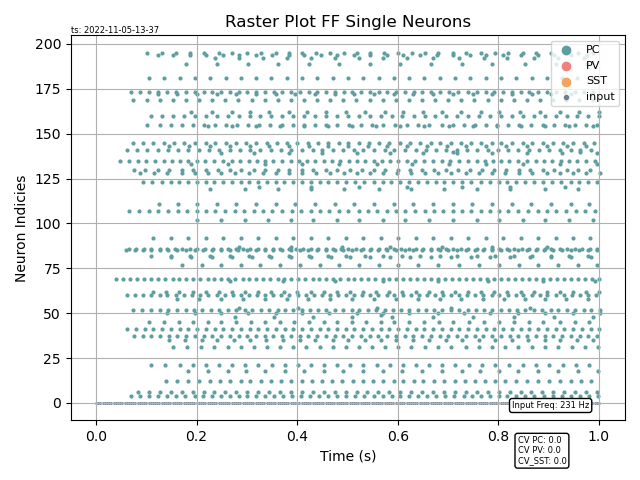 Raster Plot FF Single Neurons
ts: 2022-11-05-13-37
200
175
150
125
100
75
50
25
0
Neuron Indicies
PC
PV
SST
input
Input Freq: 231 Hz
0.0 0.2 0.4 0.6 0.8 1.0
Time (s)
CV PC: 0.0
CV PV: 0.0
CV_SST: 0.0